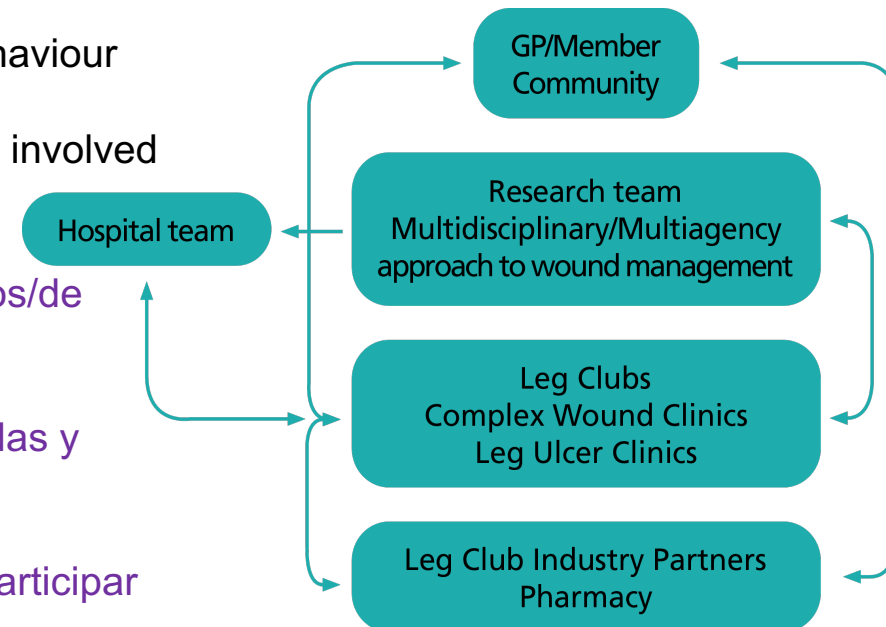 haviour
involved
os/de
las y
articipar
GP/Member
Community
Hospital team
Research team
Multidisciplinary/Multiagency
approach to wound management
Leg Clubs
Complex Wound Clinics
Leg Ulcer Clinics
Leg Club Industry Partners
Pharmacy